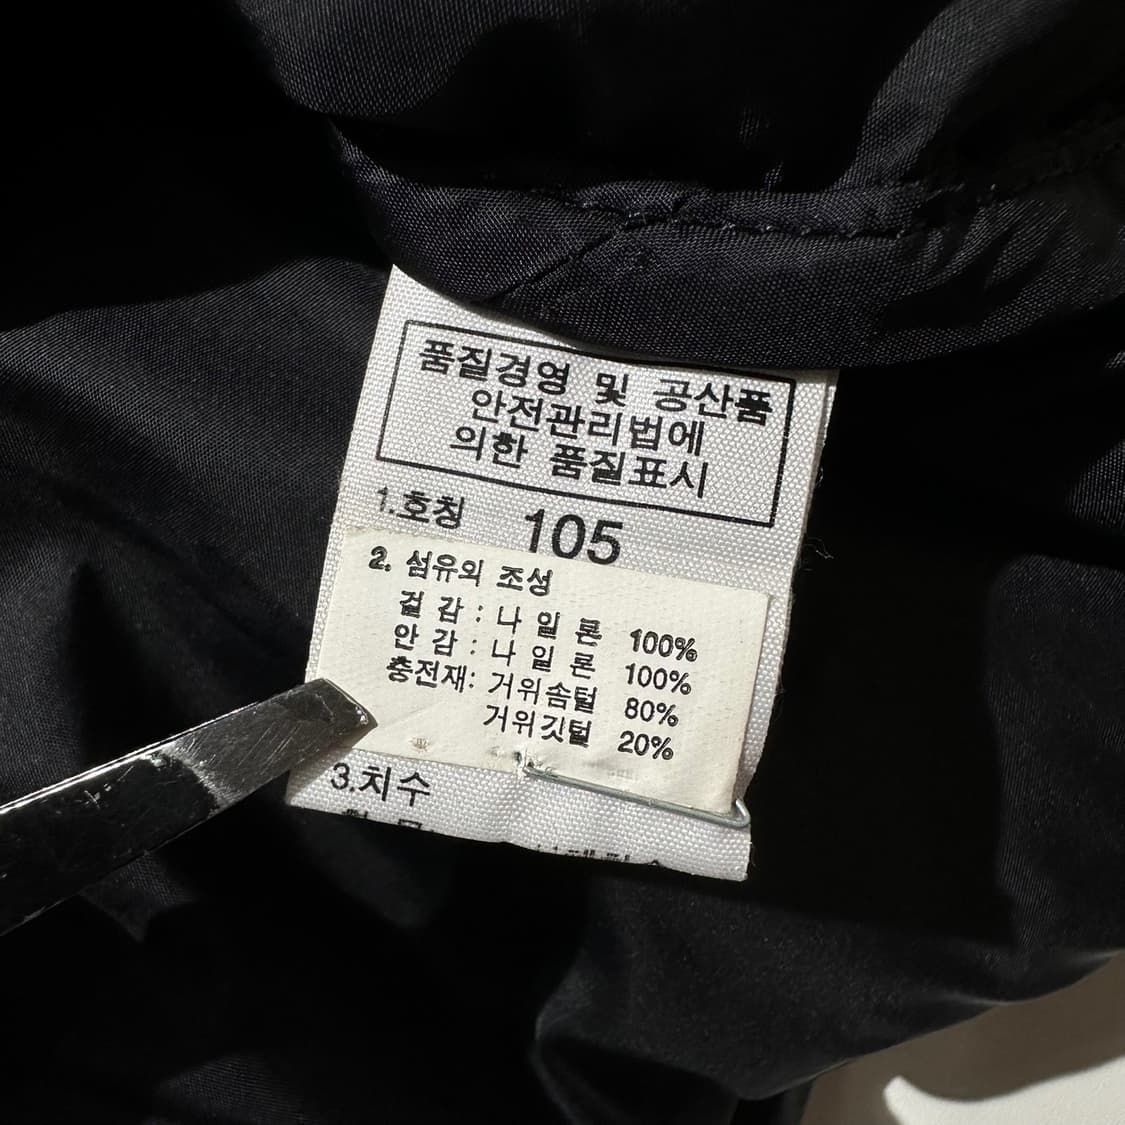 품질경영 및 공산품
안전관리법에
의한 품질표시
1.호칭 105
2. 섬유의 조성
겉 감 : 나 일 론 100%
안 감 : 나 일 론 100%
충전재: 거위솜털 80%
거위깃털 20%
3.치수